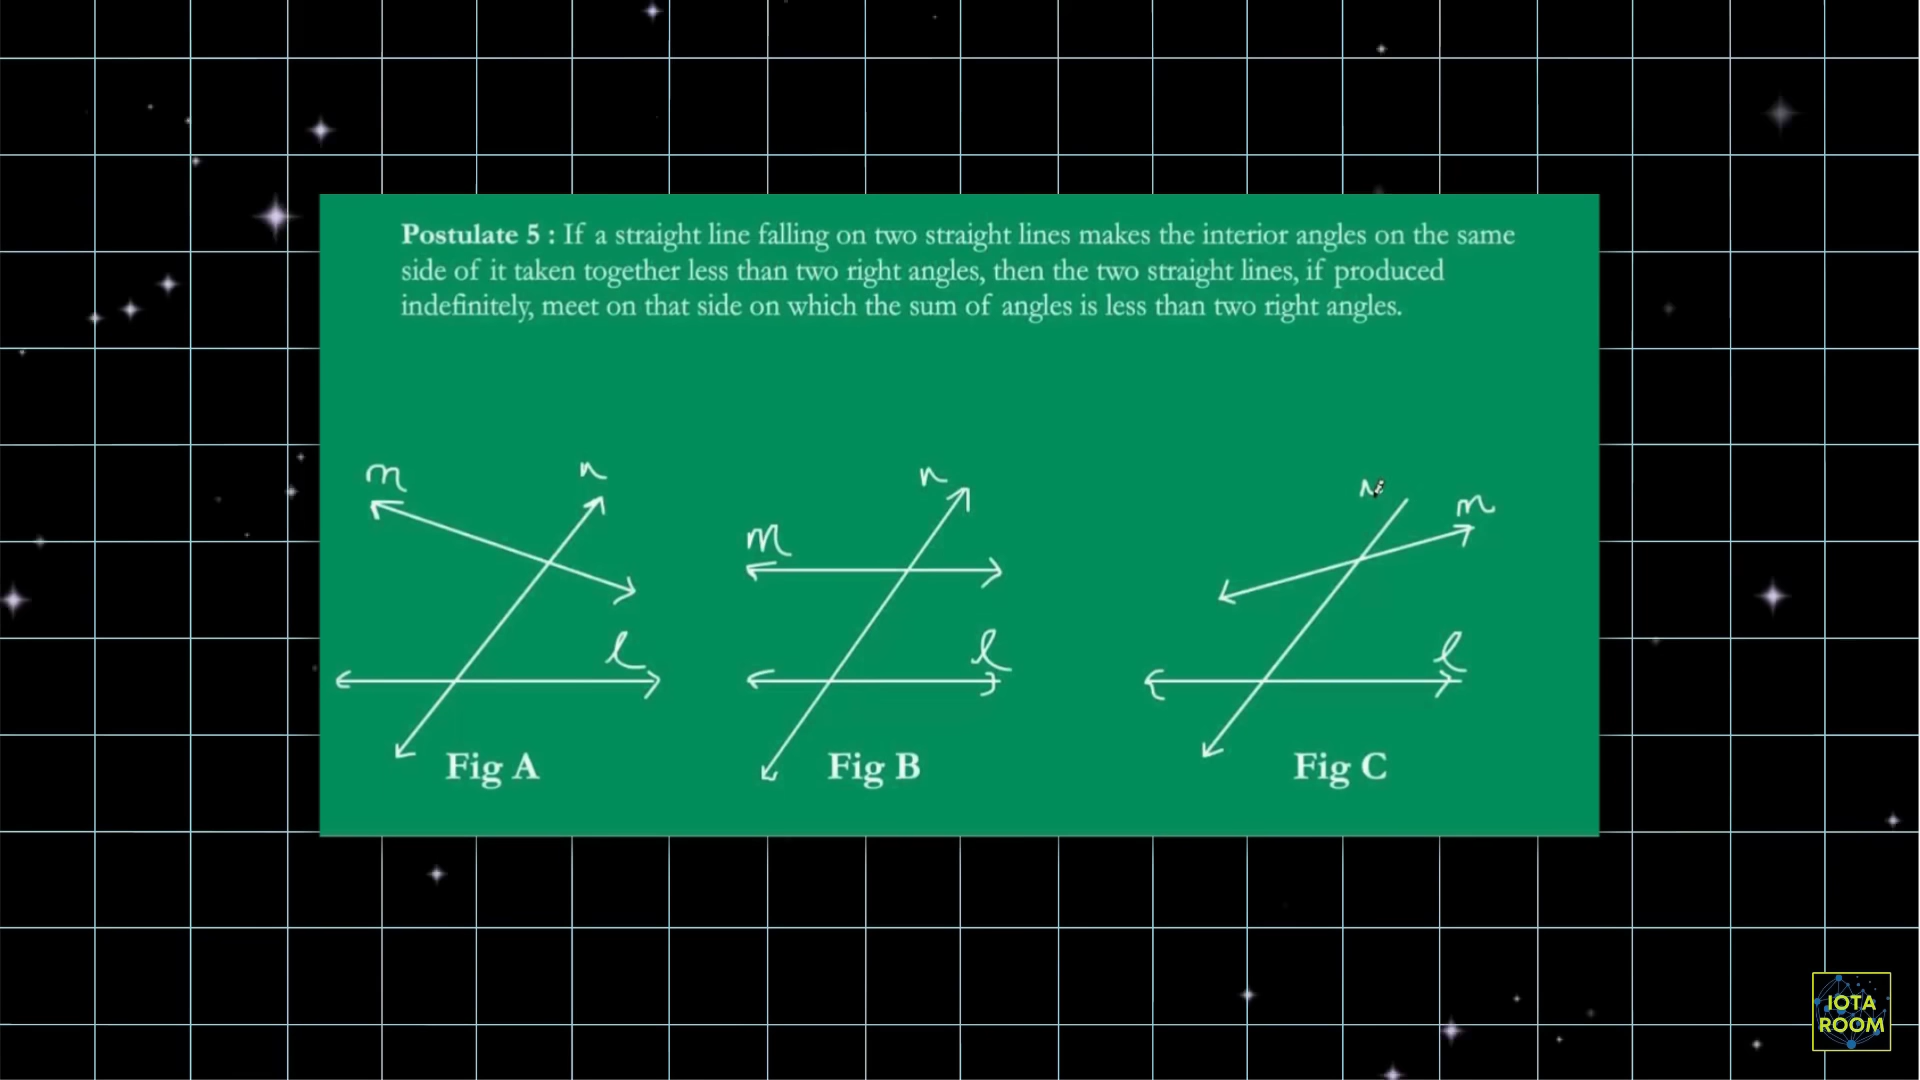 Postulate 5 : If a straight line falling on two straight lines makes the interior angles on the same
side of it taken together less than two right angles, then the two straight lines, if produced
indefinitely, meet on that side on which the sum of angles is less than two right angles.
m
n
l
Fig A
n
m
l
Fig B
n
m
l
Fig C
IOTA
ROOM